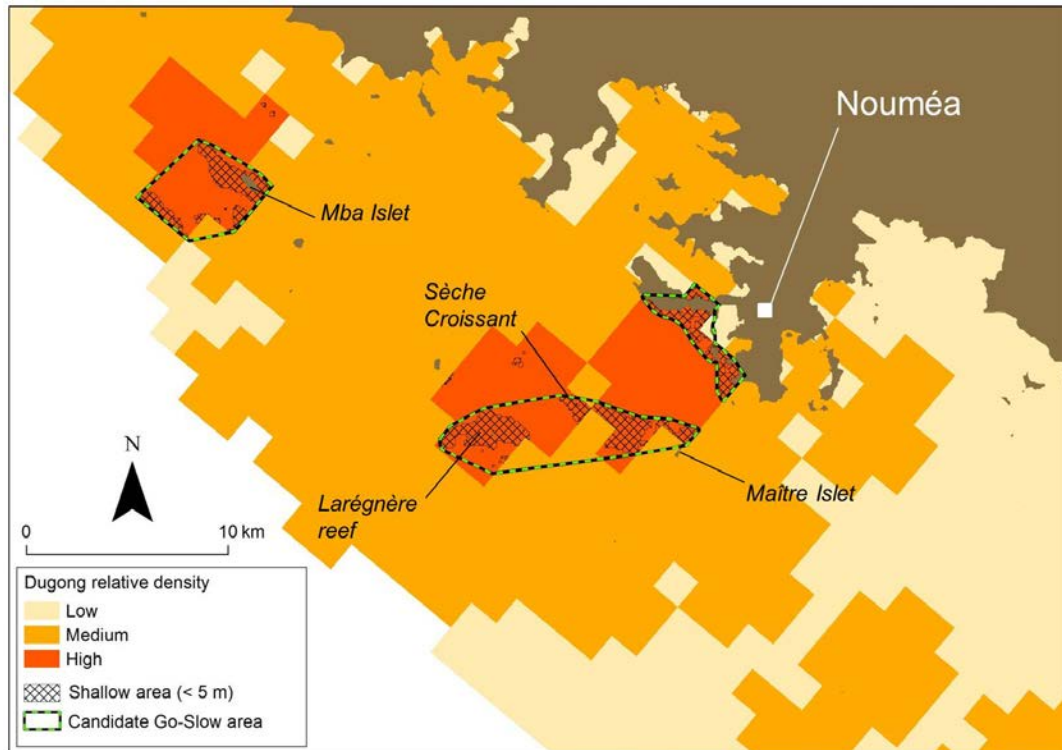 Nouméa
Mba Islet
Sèche
Croissant
Larégnère
reef
Maître Islet
N
0 10 km
Dugong relative density
Low
Medium
High
Shallow area (< 5 m)
Candidate Go-Slow area